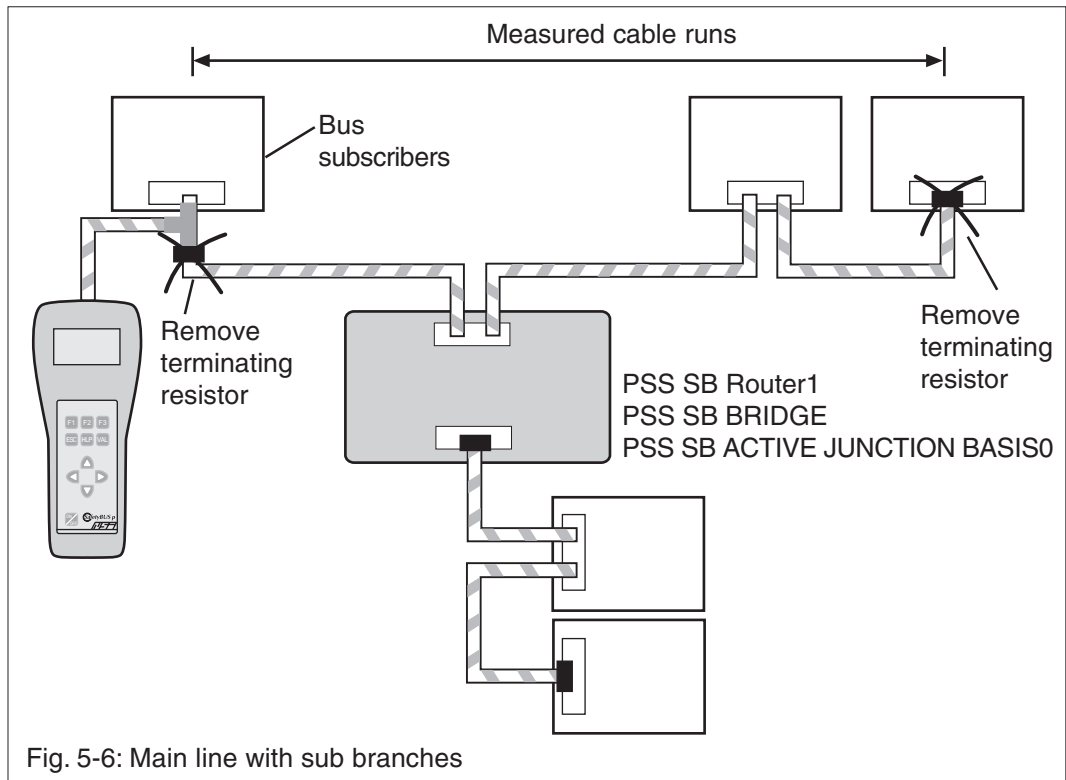 Measured cable runs
Bus
subscribers
Remove
terminating
resistor
Remove
terminating
resistor
PSS SB Router1
PSS SB BRIDGE
PSS SB ACTIVE JUNCTION BASIS0
F1 F2 F3
ESC HLP VAL
SafetyBUS p
Fig. 5-6: Main line with sub branches